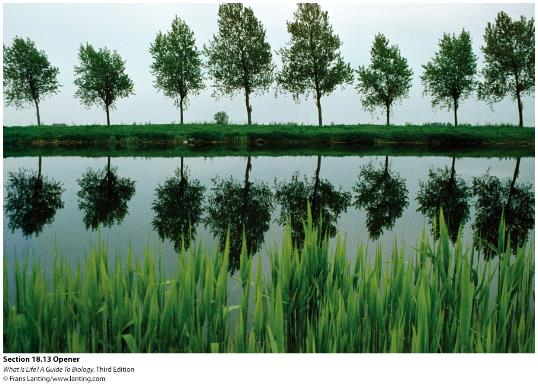 Section 18.13 Opener
What Is Life? A Guide To Biology, Third Edition
© Frans Lanting/www.lanting.com